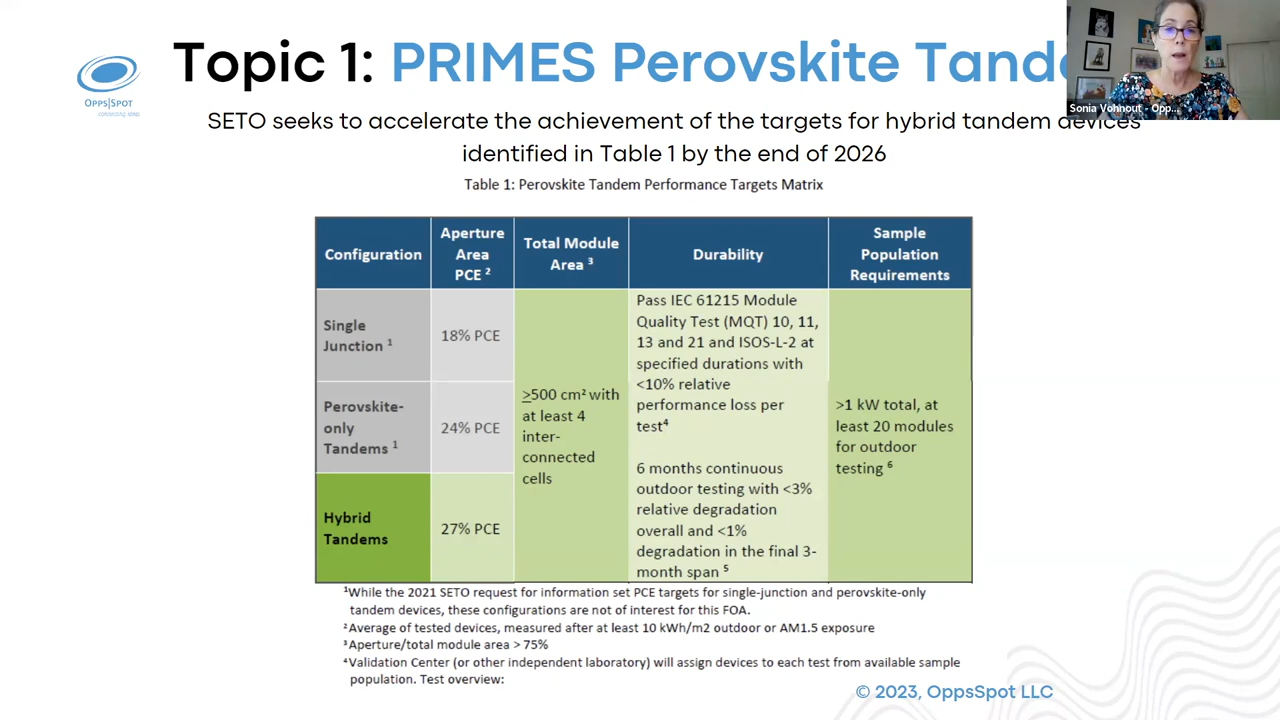 Topic 1: PRIMES Perovskite Tand
SETO seeks to accelerate the achievement of the targets for hybrid tandem devices
identified in Table 1 by the end of 2026
OPPS|SPOT
Sonia Vohnout - Opp...
Table 1: Perovskite Tandem Performance Targets Matrix
Configuration
Aperture
Area
PCE ²
Total Module
Area ³
Durability
Sample
Population
Requirements
Single
Junction ¹
18% PCE
Perovskite-
only
Tandems ¹
24% PCE
Hybrid
Tandems
27% PCE
≥500 cm² with
at least 4
inter-
connected
cells
Pass IEC 61215 Module
Quality Test (MQT) 10, 11,
13 and 21 and ISOS-L-2 at
specified durations with
<10% relative
performance loss per
test⁴
6 months continuous
outdoor testing with <3%
relative degradation
overall and <1%
degradation in the final 3-
month span ⁵
>1 kW total, at
least 20 modules
for outdoor
testing ⁶
¹While the 2021 SETO request for information set PCE targets for single-junction and perovskite-only
tandem devices, these configurations are not of interest for this FOA.
²Average of tested devices, measured after at least 10 kWh/m2 outdoor or AM1.5 exposure
³Aperture/total module area > 75%
⁴Validation Center (or other independent laboratory) will assign devices to each test from available sample
population. Test overview:
© 2023, OppsSpot LLC